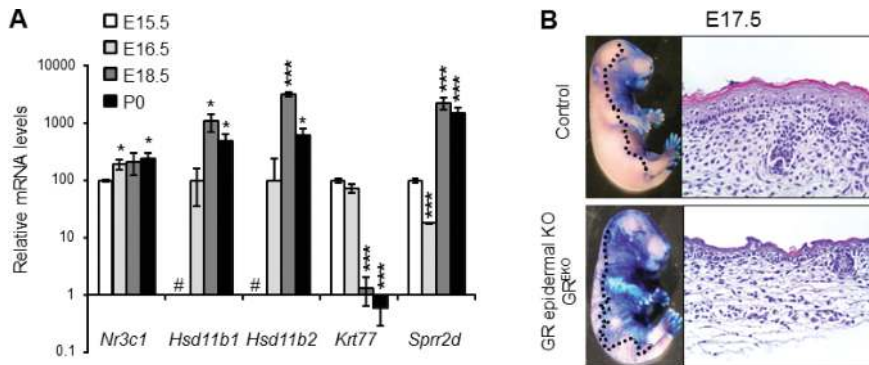 A
E15.5
E16.5
E18.5
P0
Relative mRNA levels
10000
1000
100
10
1
0.1
*
*
#
*
*
#
***
*
***
***
***
***
***
Nr3c1
Hsd11b1
Hsd11b2
Krt77
Sprr2d
B
E17.5
Control
GR epidermal KO
GR EKO